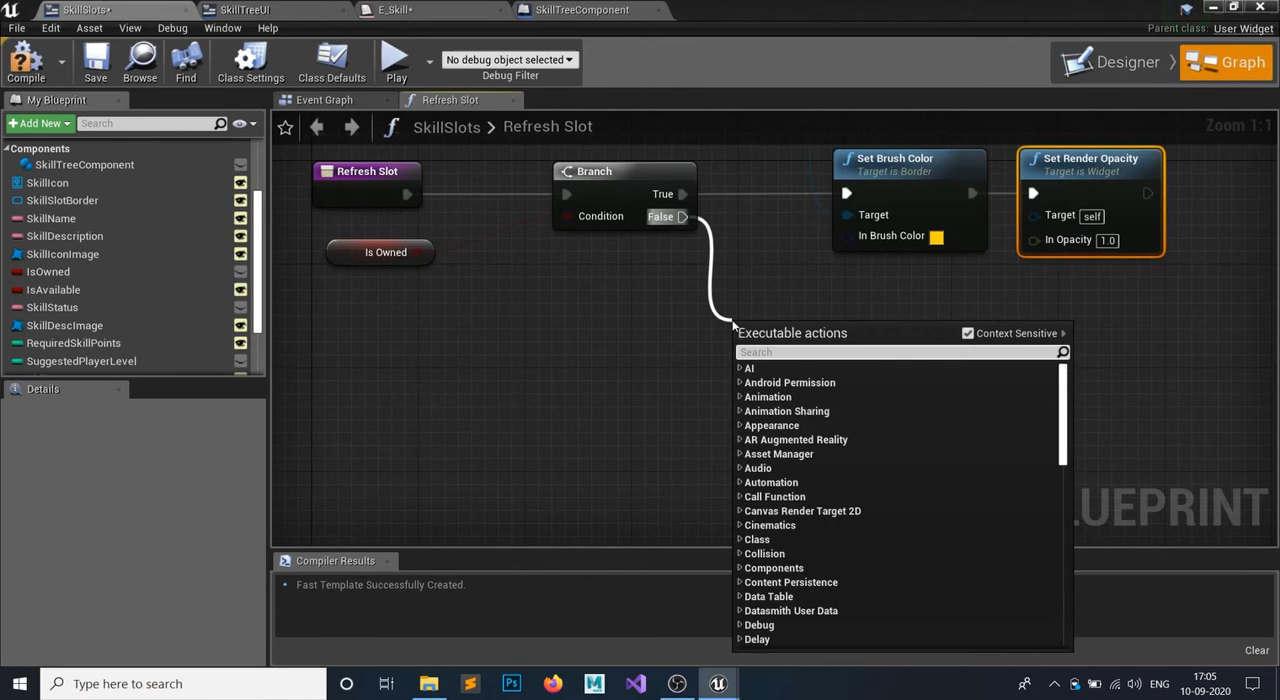 SkillSlots*
SkillTreeUI
E_Skill*
SkillTreeComponent
File
Edit
Asset
View
Debug
Window
Help
Parent class: User Widget
Compile
Save
Browse
Find
Class Settings
Class Defaults
Play
No debug object selected
Debug Filter
Designer
Graph
My Blueprint
Event Graph
Refresh Slot
+Add New
Search
SkillSlots > Refresh Slot
Zoom 1:1
Components
SkillTreeComponent
SkillIcon
SkillSlotBorder
SkillName
SkillDescription
SkillIconImage
IsOwned
IsAvailable
SkillStatus
SkillDescImage
RequiredSkillPoints
SuggestedPlayerLevel
Details
Refresh Slot
Branch
True
Condition
False
Is Owned
Set Brush Color
Target is Border
Target
In Brush Color
Set Render Opacity
Target is Widget
Target self
In Opacity 1.0
Executable actions
Context Sensitive
Search
AI
Android Permission
Animation
Animation Sharing
Appearance
AR Augmented Reality
Asset Manager
Audio
Automation
Call Function
Canvas Render Target 2D
Cinematics
Class
Collision
Components
Content Persistence
Data Table
Datasmith User Data
Debug
Delay
LUEPRINT
Compiler Results
Fast Template Successfully Created.
Clear
Type here to search
Ps
M
ENG
17:05
10-09-2020